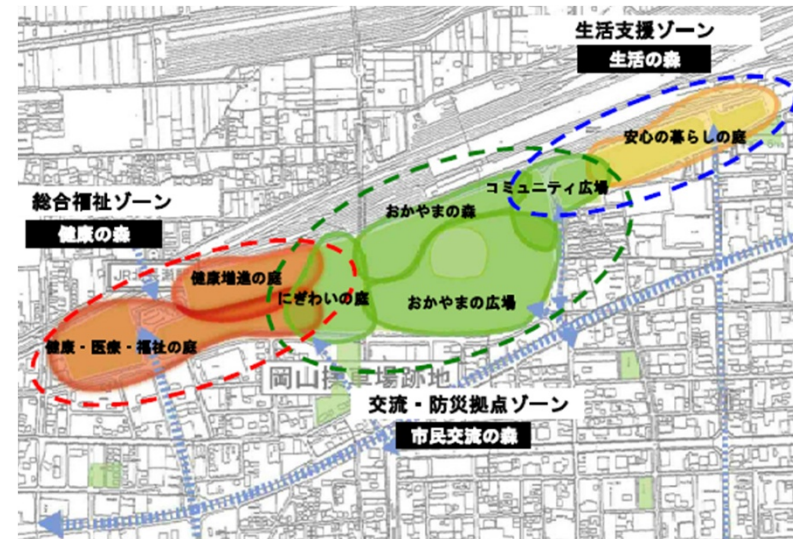 生活支援ゾーン
生活の森
安心の暮らしの庭
コミュニティ広場
おかやまの森
総合福祉ゾーン
健康の森
健康増進の庭
にぎわいの庭
おかやまの広場
健康・医療・福祉の庭
岡山操車場跡地
交流・防災拠点ゾーン
市民交流の森